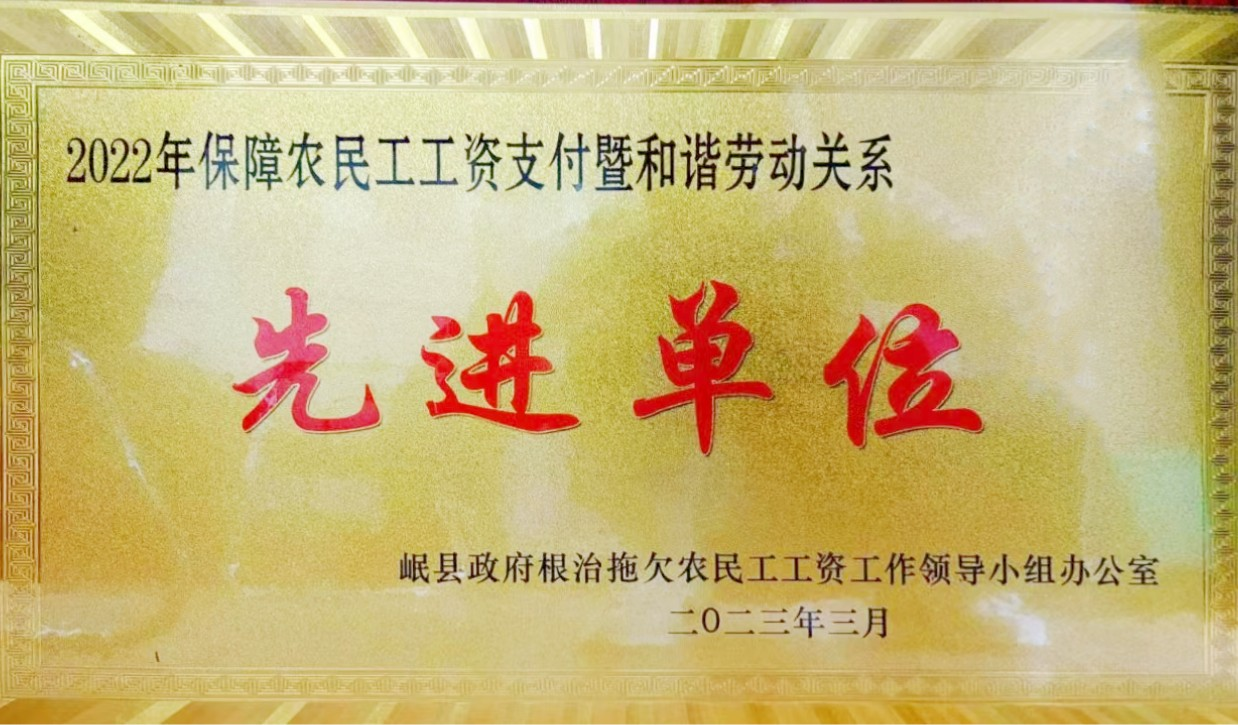 2022年保障农民工工资支付暨和谐劳动关系
先进单位
岷县政府根治拖欠农民工工资工作领导小组办公室
二〇二三年三月